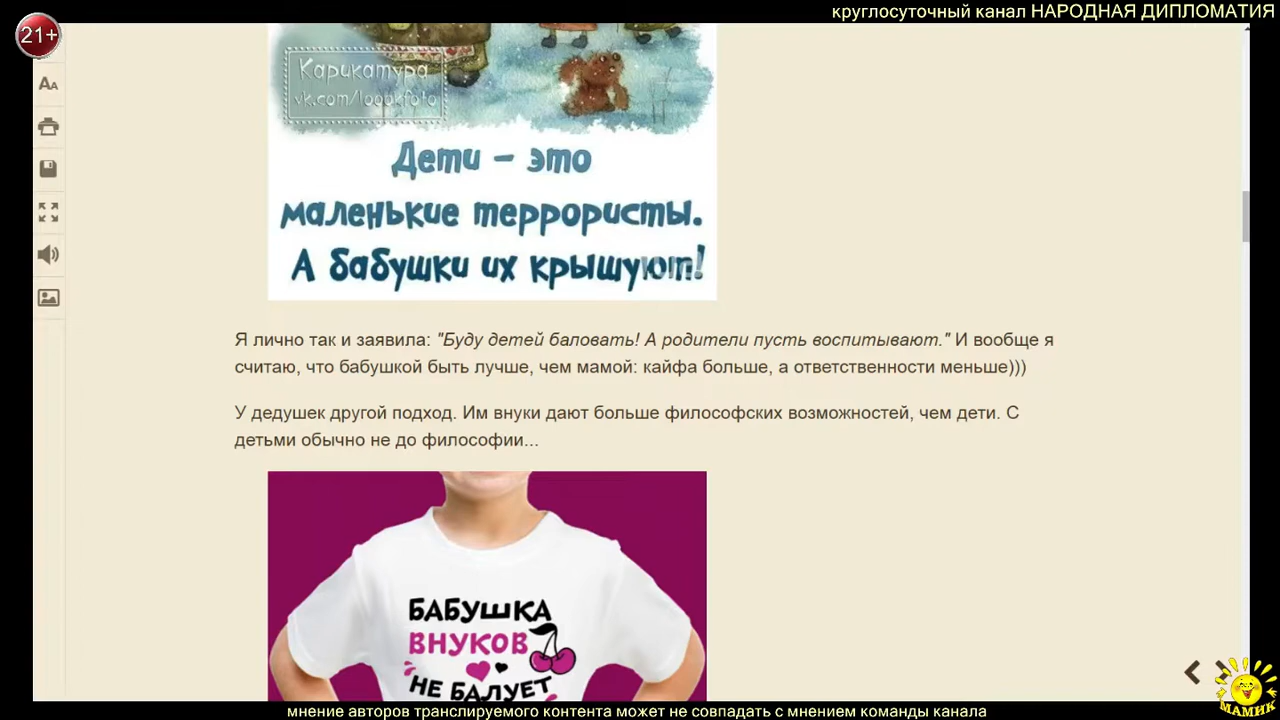 круглосуточный канал НАРОДНАЯ ДИПЛОМАТИЯ
21+
AA
Карикатура
vk.com/loookfoto
Дети – это
маленькие террористы.
А бабушки их крышуют!
Я лично так и заявила: "Буду детей баловать! А родители пусть воспитывают." И вообще я
считаю, что бабушкой быть лучше, чем мамой: кайфа больше, а ответственности меньше)))
У дедушек другой подход. Им внуки дают больше философских возможностей, чем дети. С
детьми обычно не до философии...
БАБУШКА
ВНУКОВ
НЕ БАЛУЕТ
МАМИК
мнение авторов транслируемого контента может не совпадать с мнением команды канала